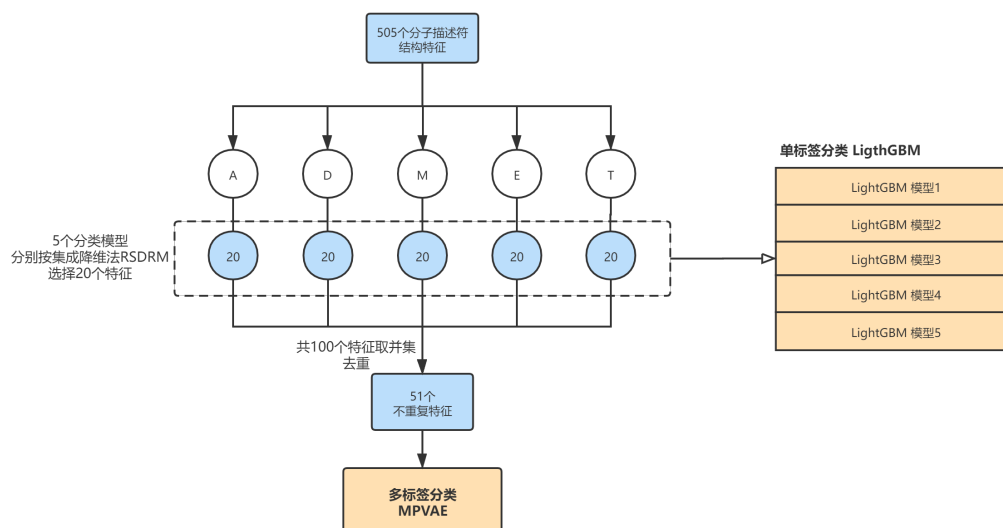 505个分子描述符
结构特征
A
D
M
E
T
5个分类模型
分别按集成降维法RSDRM
选择20个特征
20
20
20
20
20
共100个特征取并集
去重
51个
不重复特征
多标签分类
MPVAE
单标签分类 LigthGBM
LightGBM 模型1
LightGBM 模型2
LightGBM 模型3
LightGBM 模型4
LightGBM 模型5